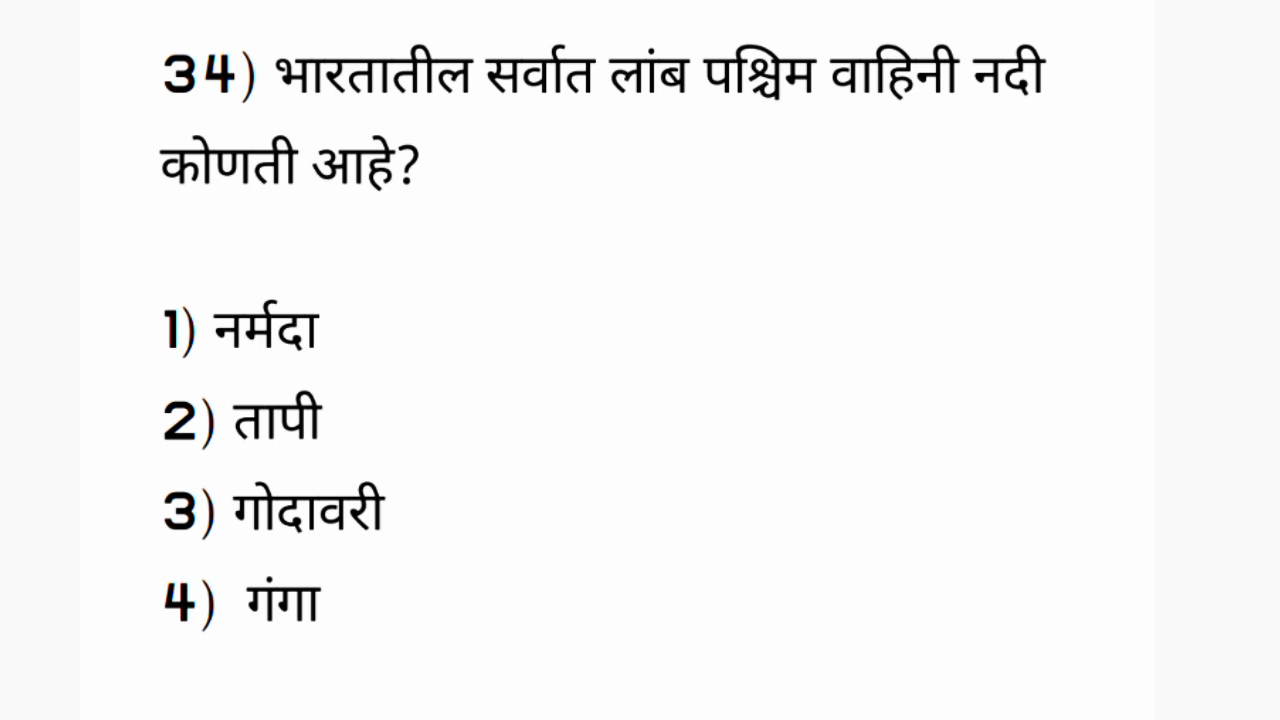 34) भारतातील सर्वात लांब पश्चिम वाहिनी नदी
कोणती आहे?
1) नर्मदा
2) तापी
3) गोदावरी
4) गंगा